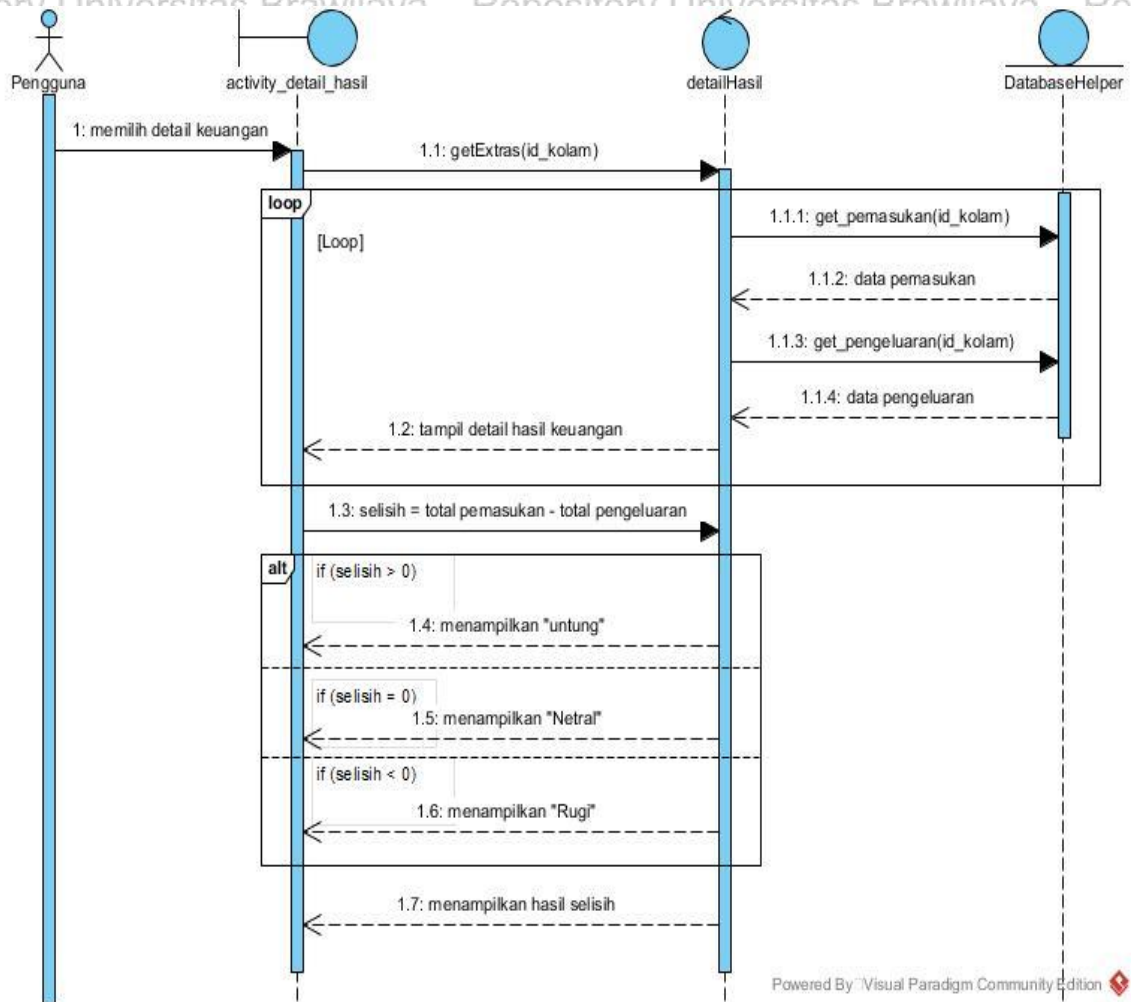 Repository Universitas Brawijaya
Pengguna
activity_detail_hasil
detailHasil
DatabaseHelper
1: memilih detail keuangan
1.1: getExtras(id_kolam)
loop
[Loop]
1.1.1: get_pemasukan(id_kolam)
1.1.2: data pemasukan
1.1.3: get_pengeluaran(id_kolam)
1.1.4: data pengeluaran
1.2: tampil detail hasil keuangan
1.3: selisih = total pemasukan - total pengeluaran
alt
if (selisih > 0)
1.4: menampilkan "untung"
if (selisih = 0)
1.5: menampilkan "Netral"
if (selisih < 0)
1.6: menampilkan "Rugi"
1.7: menampilkan hasil selisih
Powered By Visual Paradigm Community Edition